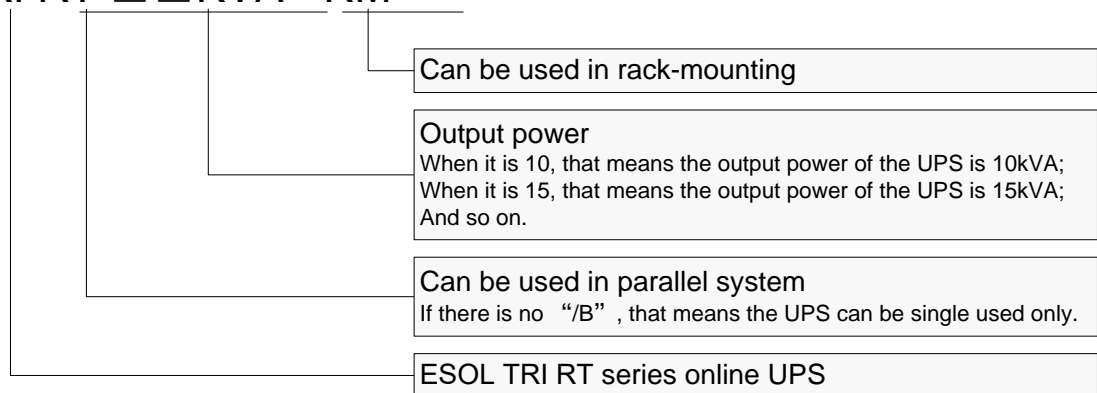 Can be used in rack-mounting
Output power
When it is 10, that means the output power of the UPS is 10kVA;
When it is 15, that means the output power of the UPS is 15kVA;
And so on.
Can be used in parallel system
If there is no “/B”, that means the UPS can be single used only.
ESOL TRI RT series online UPS